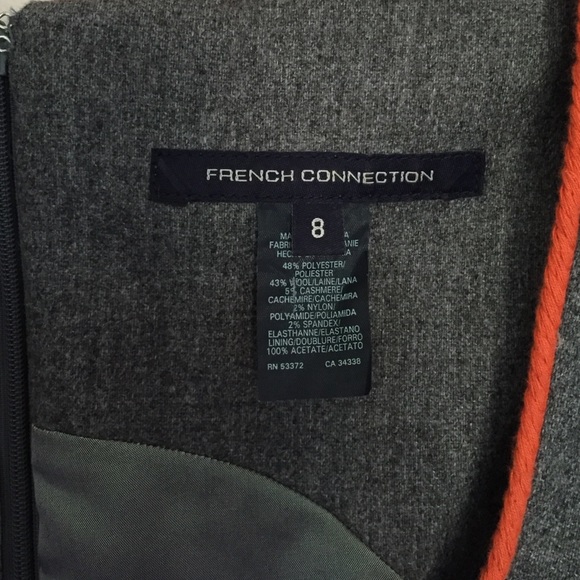 FRENCH CONNECTION
8
48% POLYESTER/
POLIESTER
43% WOOL/LAINE/LANA
5% CASHMERE/
CACHEMIRE/CACHEMIRA
2% NYLON/
POLYAMIDE/POLIAMIDA
2% SPANDEX/
ELASTHANNE/ELASTANO
LINING/DOUBLURE/FORRO
100% ACETATE/ACETATO
RN 53372 CA 34338